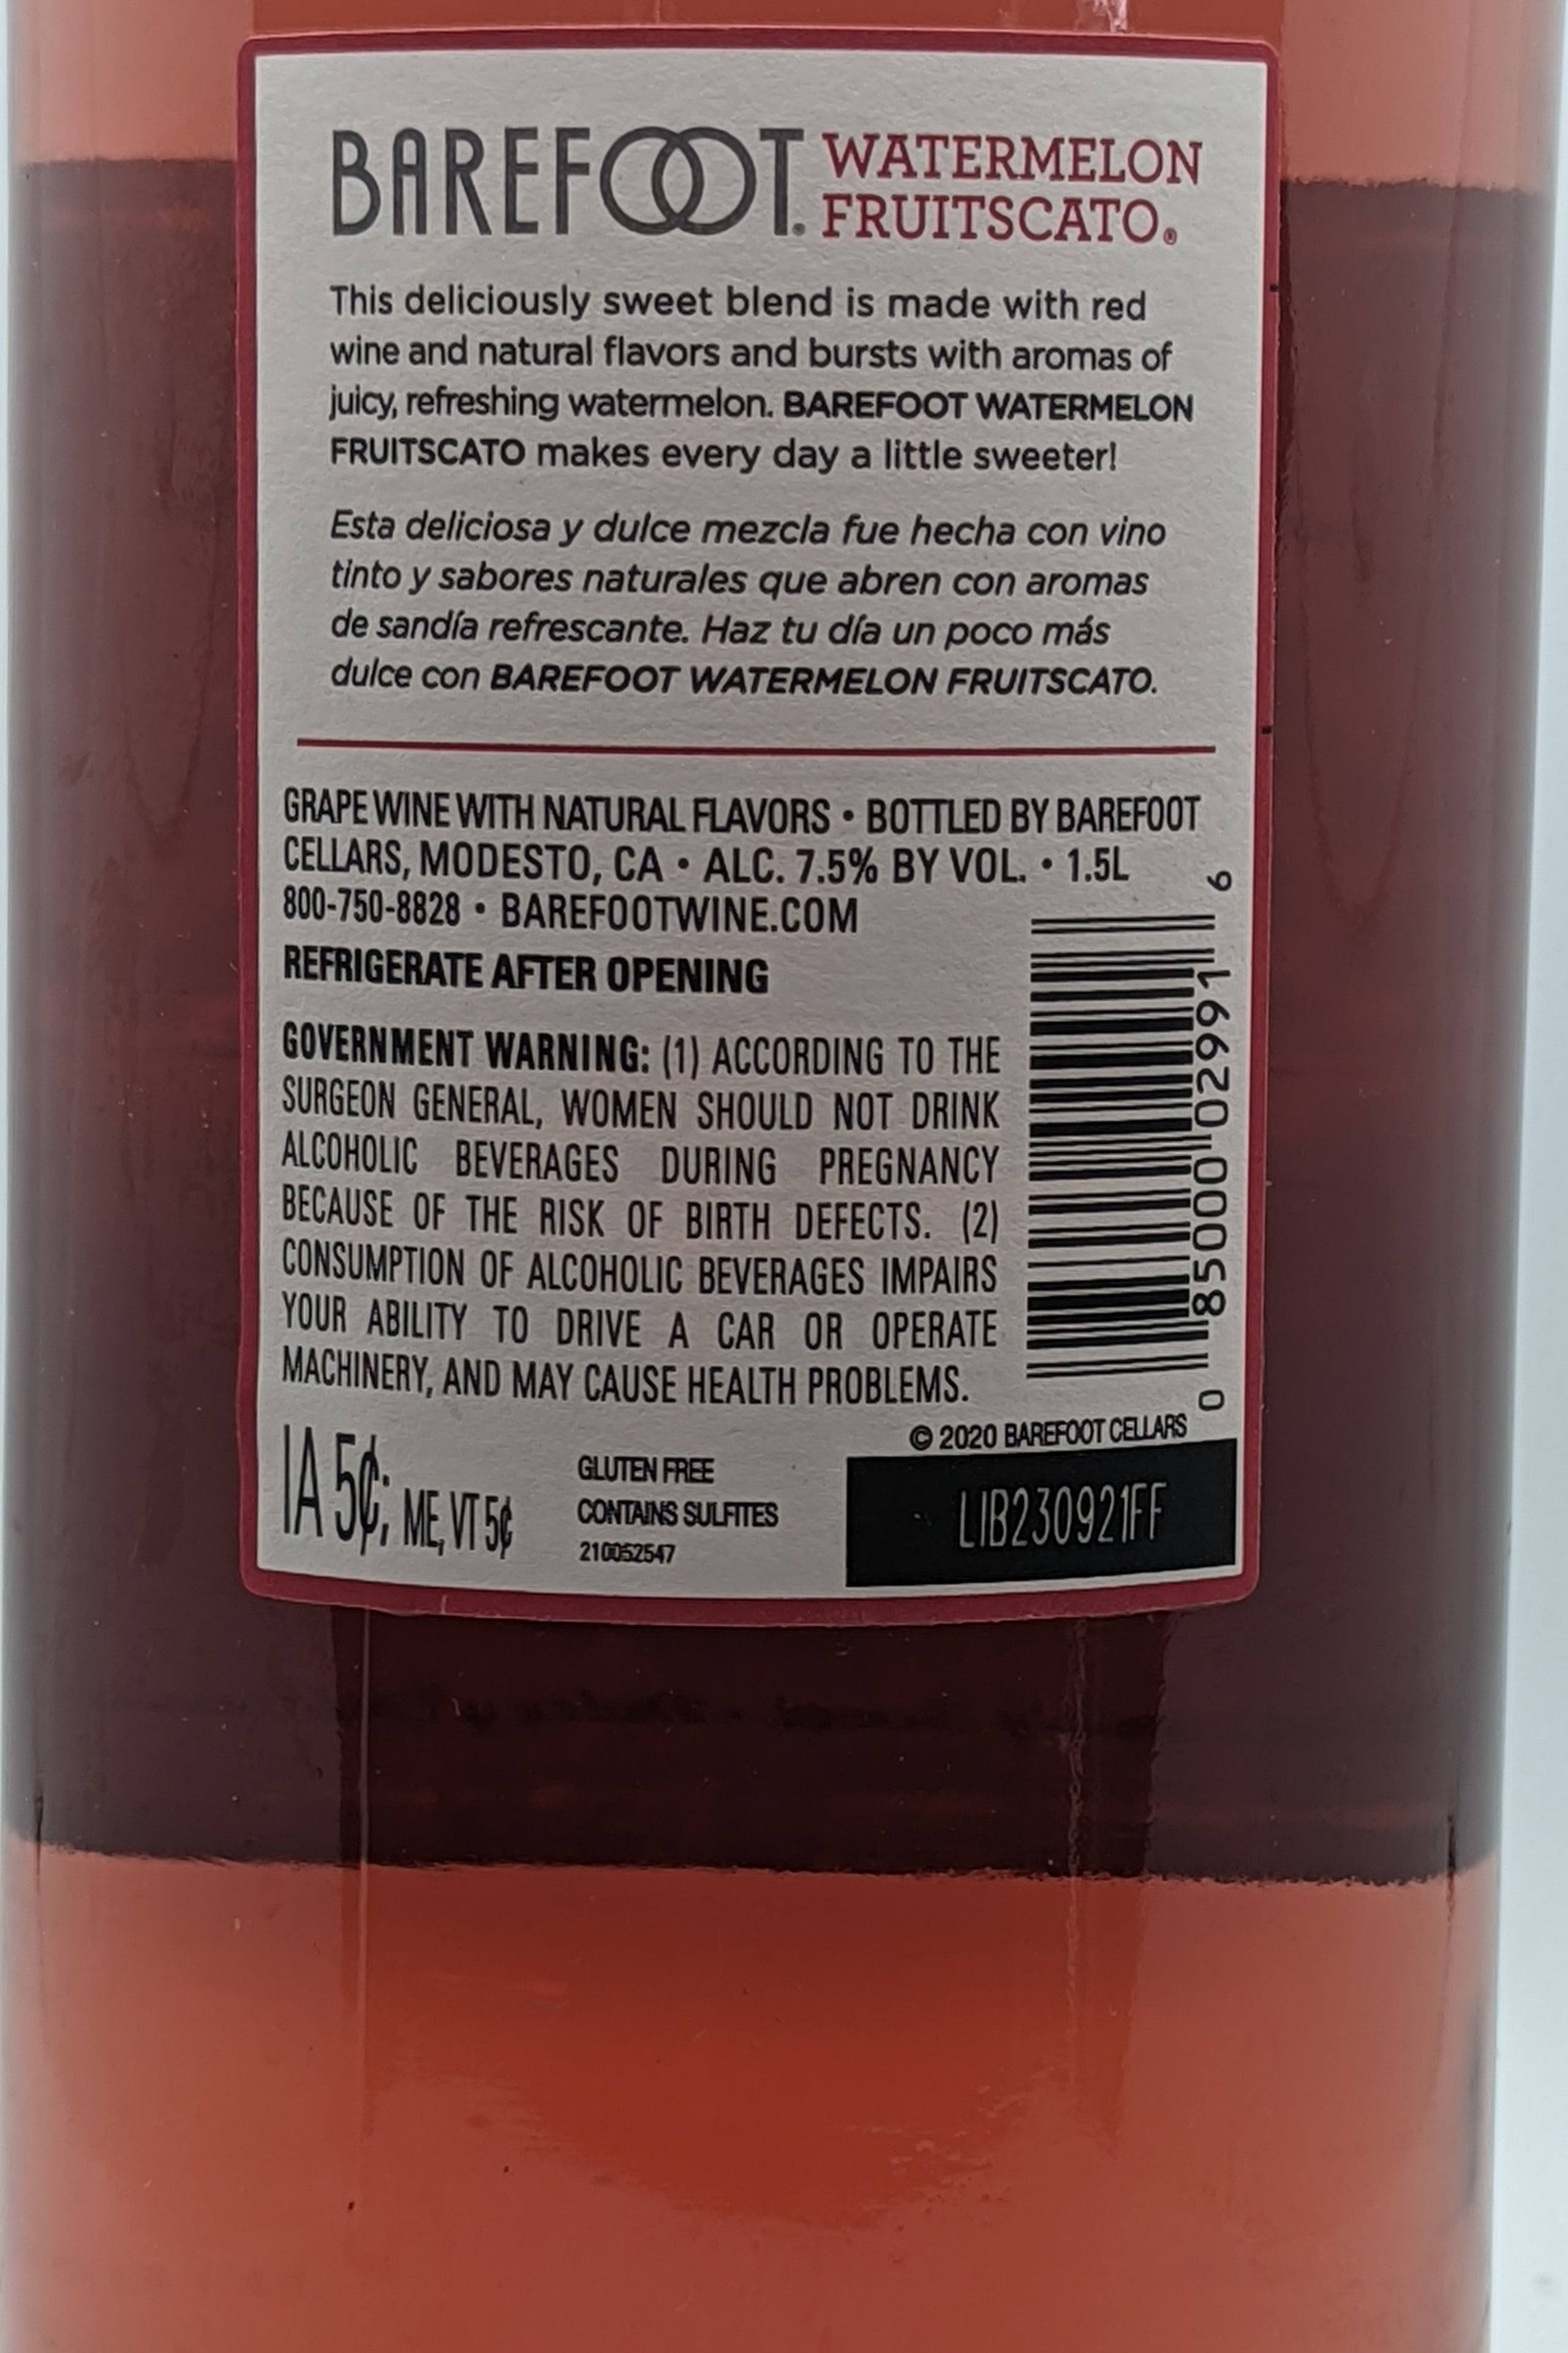 BAREFOOT® WATERMELON
FRUITSCATO®
This deliciously sweet blend is made with red
wine and natural flavors and bursts with aromas of
juicy, refreshing watermelon. BAREFOOT WATERMELON
FRUITSCATO makes every day a little sweeter!
Esta deliciosa y dulce mezcla fue hecha con vino
tinto y sabores naturales que abren con aromas
de sandía refrescante. Haz tu día un poco más
dulce con BAREFOOT WATERMELON FRUITSCATO.
GRAPE WINE WITH NATURAL FLAVORS • BOTTLED BY BAREFOOT
CELLARS, MODESTO, CA • ALC. 7.5% BY VOL. • 1.5L
800-750-8828 • BAREFOOTWINE.COM
REFRIGERATE AFTER OPENING
GOVERNMENT WARNING: (1) ACCORDING TO THE
SURGEON GENERAL, WOMEN SHOULD NOT DRINK
ALCOHOLIC BEVERAGES DURING PREGNANCY
BECAUSE OF THE RISK OF BIRTH DEFECTS. (2)
CONSUMPTION OF ALCOHOLIC BEVERAGES IMPAIRS
YOUR ABILITY TO DRIVE A CAR OR OPERATE
MACHINERY, AND MAY CAUSE HEALTH PROBLEMS.
0 85000 02991 6
© 2020 BAREFOOT CELLARS
IA 5¢; ME, VT 5¢
GLUTEN FREE
CONTAINS SULFITES
210052547
LIB230921FF